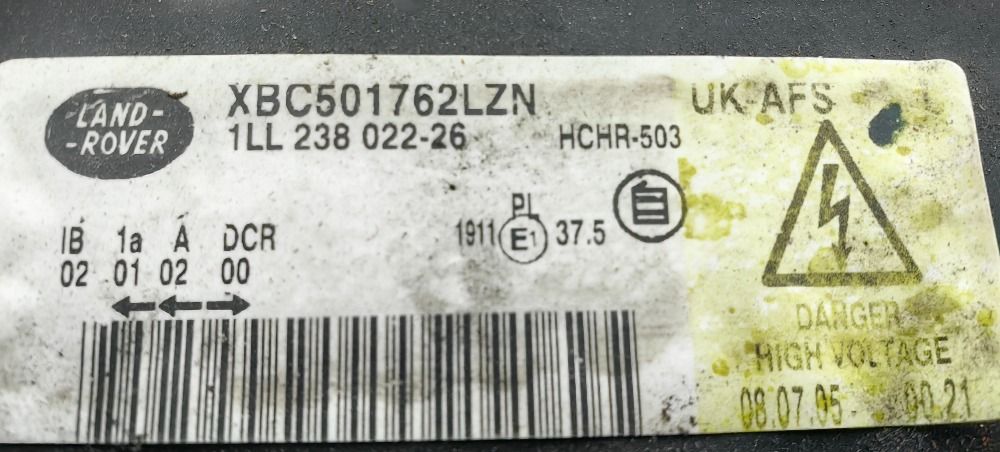 LAND-
-ROVER
XBC501762LZN
UK-AFS
1LL 238 022-26
HCHR-503
自
PL
1911 E1 37.5
IB 1a A DCR
02 01 02 00
DANGER
HIGH VOLTAGE
08.07.05 00 21